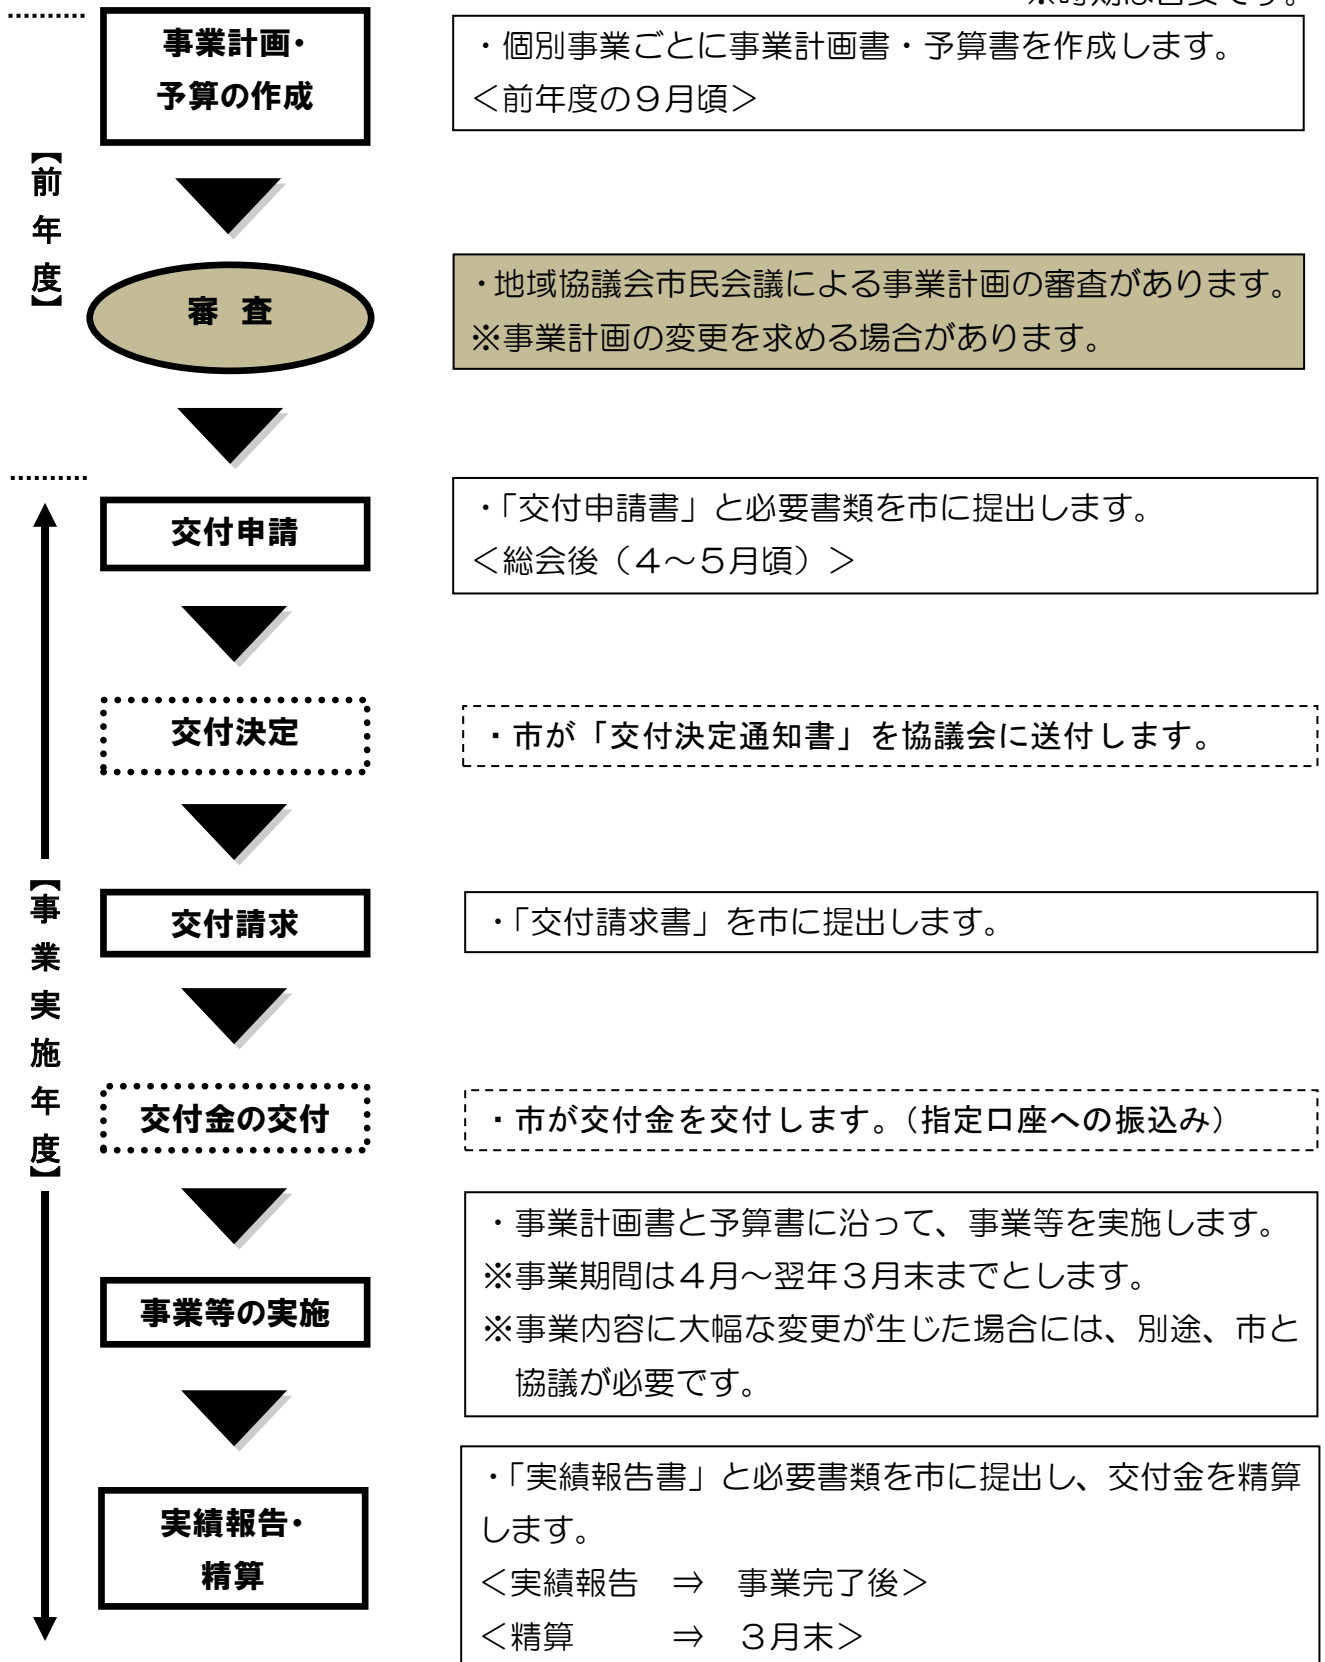 事業計画・
予算の作成
・個別事業ごとに事業計画書・予算書を作成します。
＜前年度の９月頃＞
【前年度】
審 査
・地域協議会市民会議による事業計画の審査があります。
※事業計画の変更を求める場合があります。
交付申請
・「交付申請書」と必要書類を市に提出します。
＜総会後（４～５月頃）＞
交付決定
・市が「交付決定通知書」を協議会に送付します。
【事業実施年度】
交付請求
・「交付請求書」を市に提出します。
交付金の交付
・市が交付金を交付します。（指定口座への振込み）
事業等の実施
・事業計画書と予算書に沿って、事業等を実施します。
※事業期間は４月～翌年３月末までとします。
※事業内容に大幅な変更が生じた場合には、別途、市と
協議が必要です。
実績報告・
精算
・「実績報告書」と必要書類を市に提出し、交付金を精算
します。
＜実績報告　⇒　事業完了後＞
＜精算　　　⇒　３月末＞